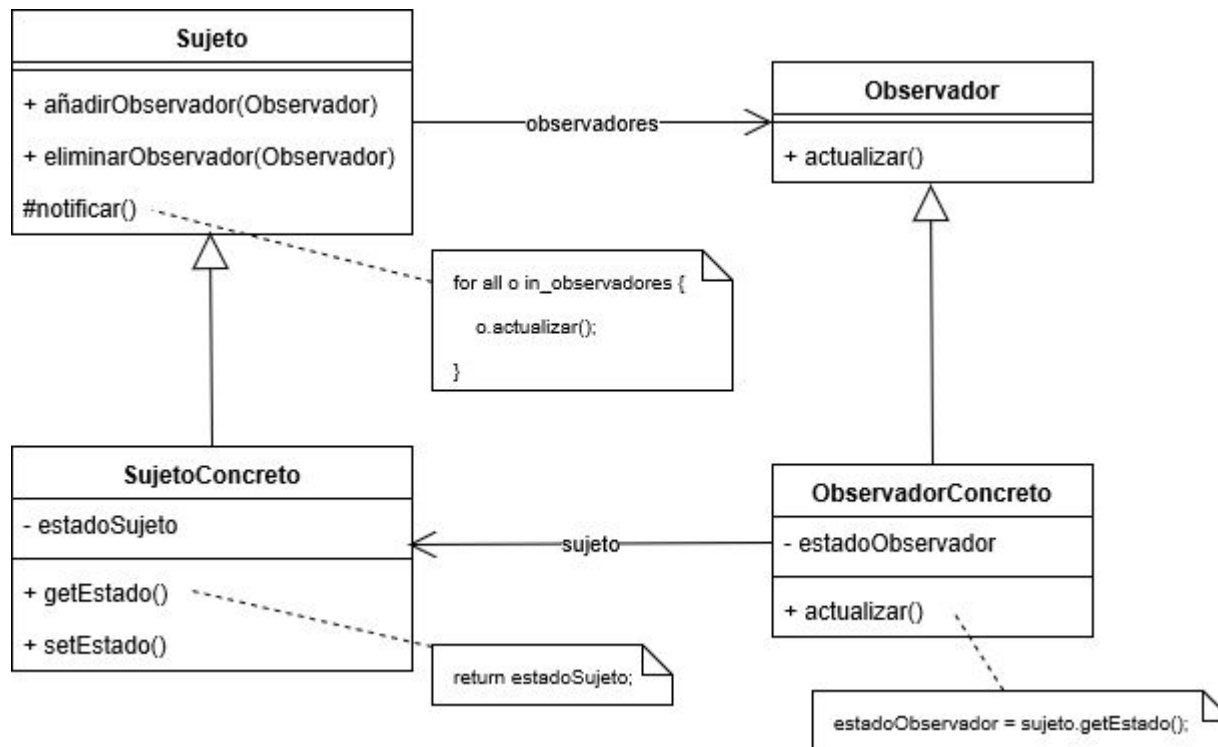 Sujeto
+ añadirObservador(Observador)
+ eliminarObservador(Observador)
#notificar()
observadores
Observador
+ actualizar()
for all o in_observadores {
o.actualizar();
}
SujetoConcreto
- estadoSujeto
+ getEstado()
+ setEstado()
sujeto
ObservadorConcreto
- estadoObservador
+ actualizar()
return estadoSujeto;
estadoObservador = sujeto.getEstado();